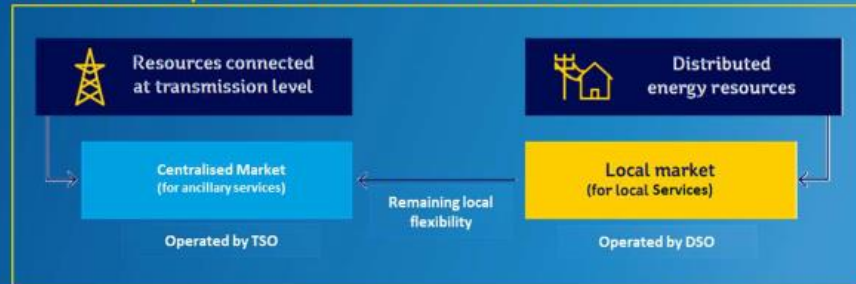 Resources connected
at transmission level
Distributed
energy resources
Centralised Market
(for ancillary services)
Remaining local
flexibility
Local market
(for local Services)
Operated by TSO
Operated by DSO